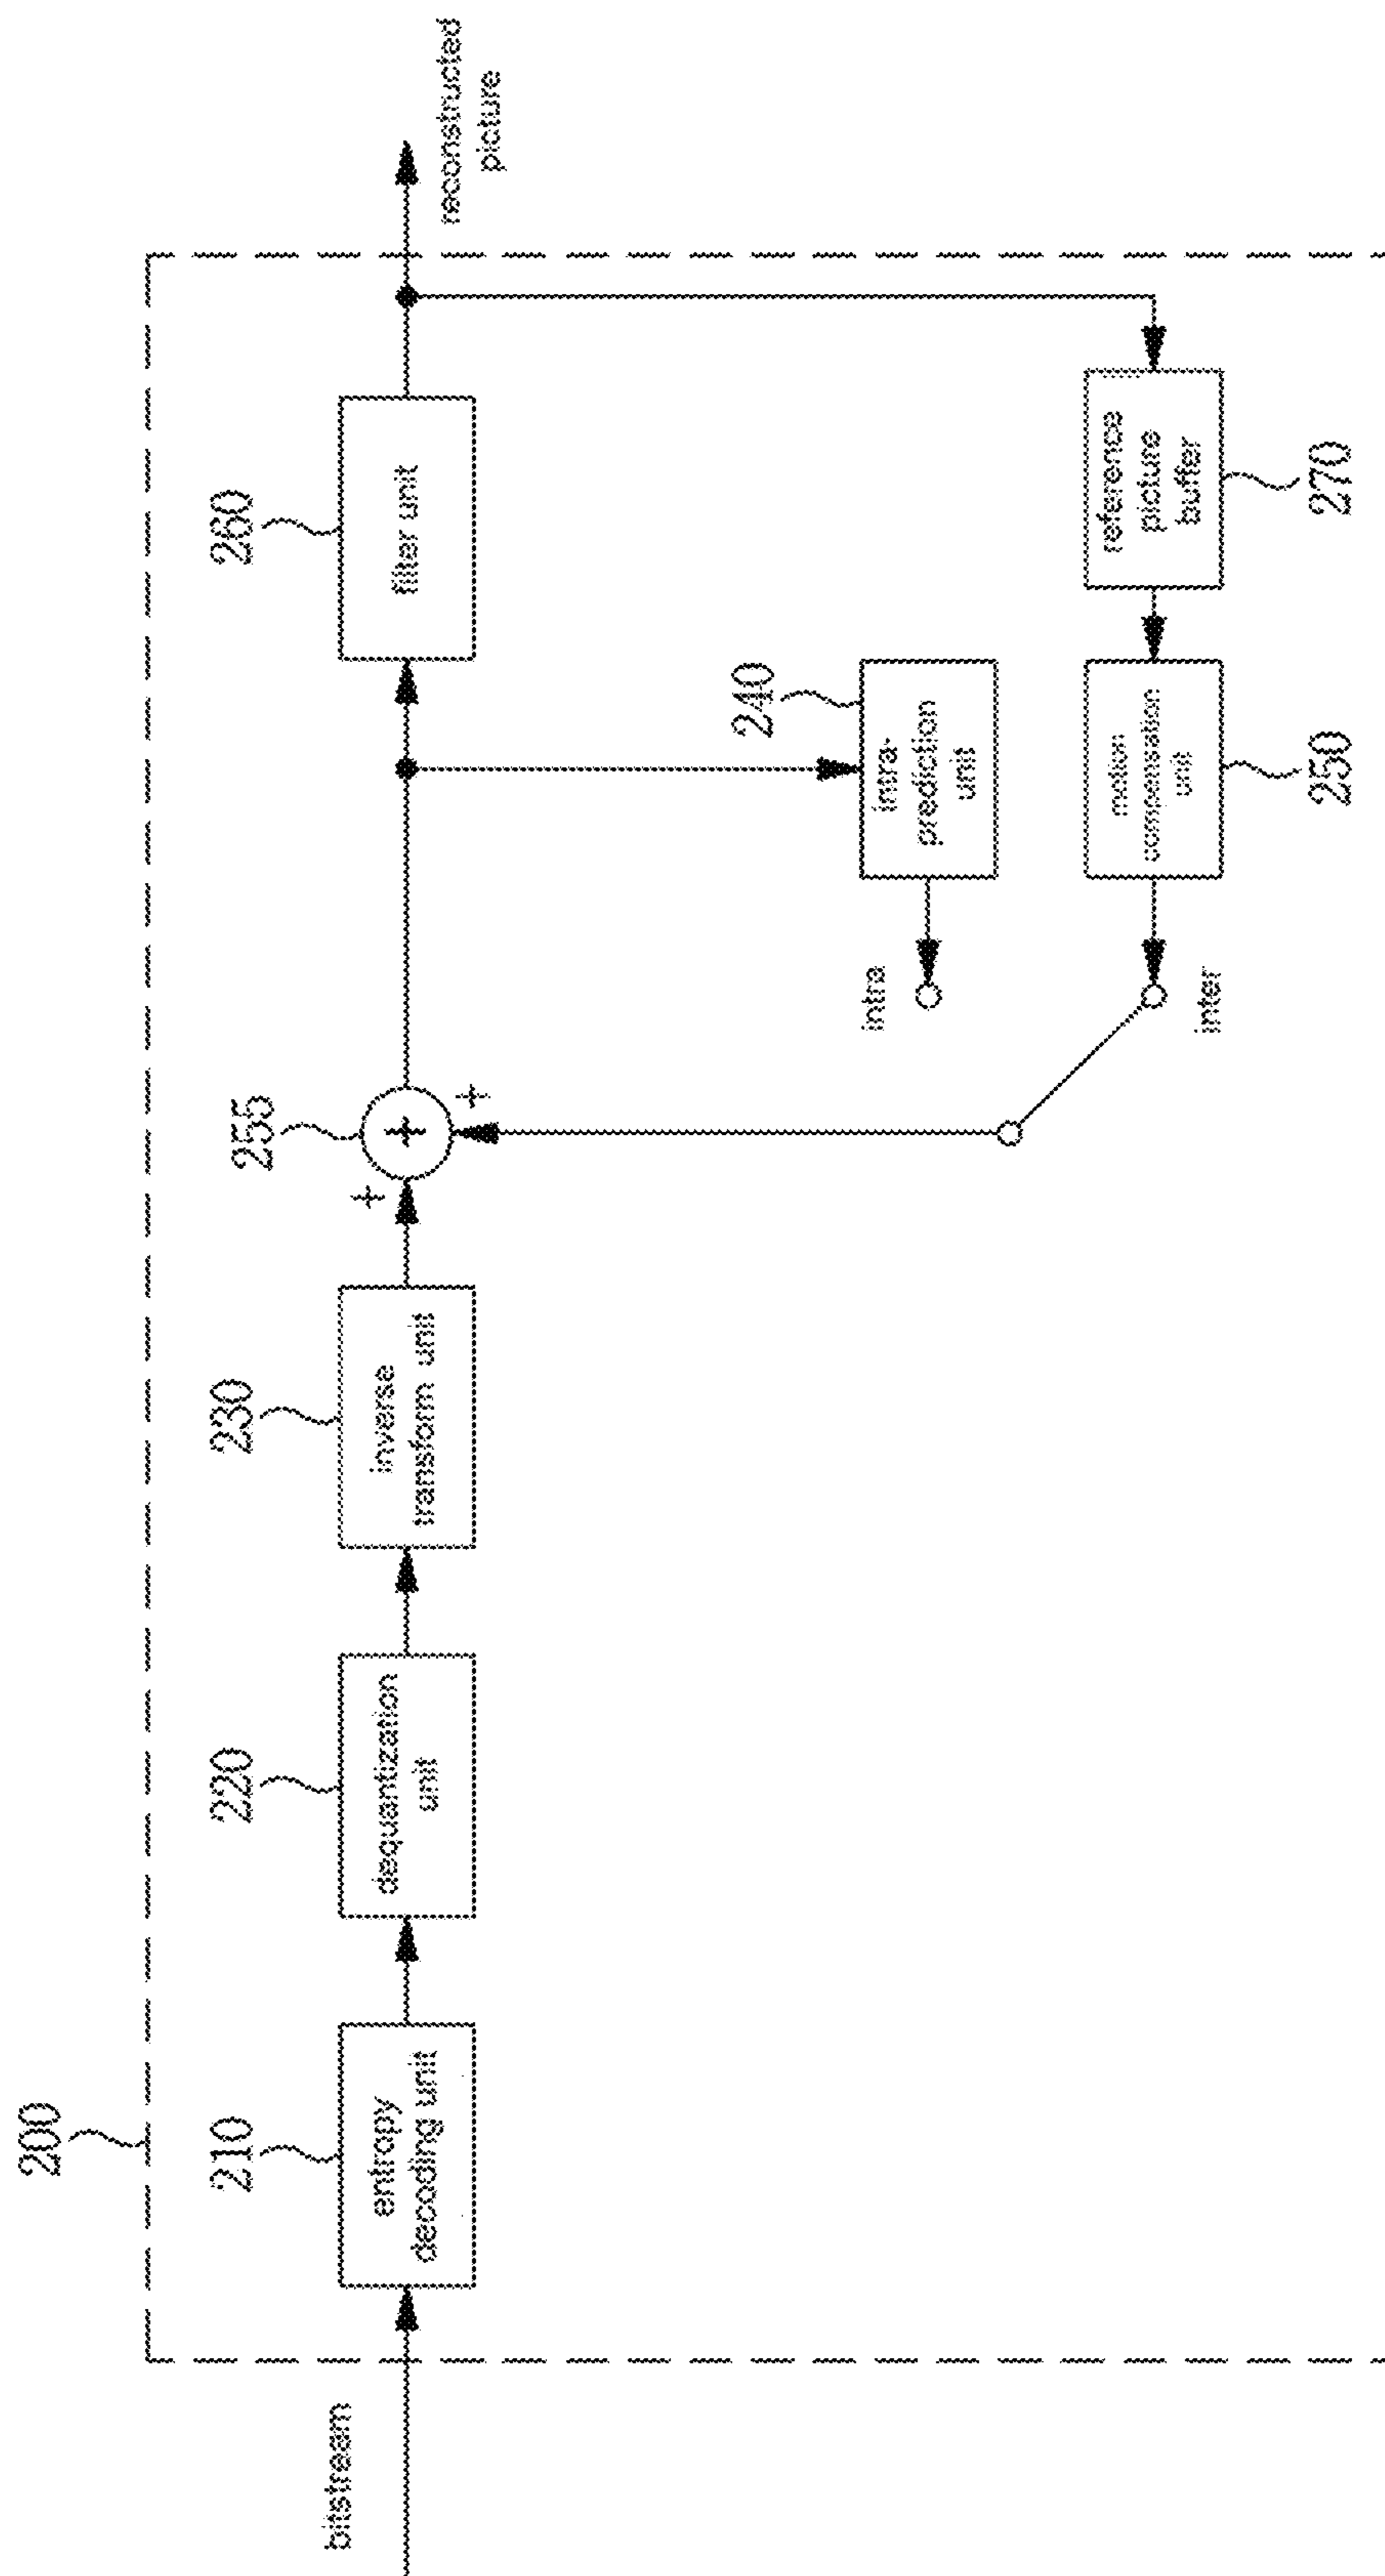 200
bitstream
210
entropy
decoding unit
220
dequantization
unit
230
inverse
transform unit
255
+
+
+
260
filter unit
reconstructed
picture
240
intra-
prediction
unit
intra
inter
motion
compensation
unit
250
reference
picture
buffer
270